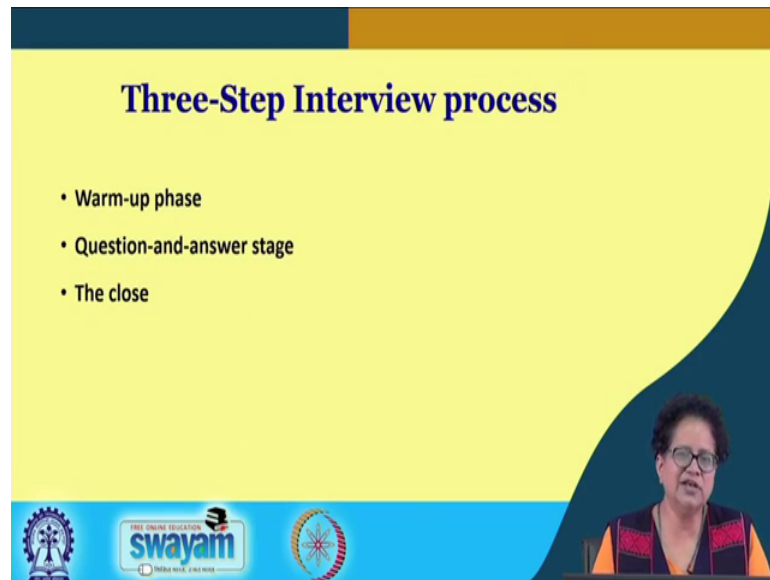 Three-Step Interview process
• Warm-up phase
• Question-and-answer stage
• The close
FREE ONLINE EDUCATION
swayam